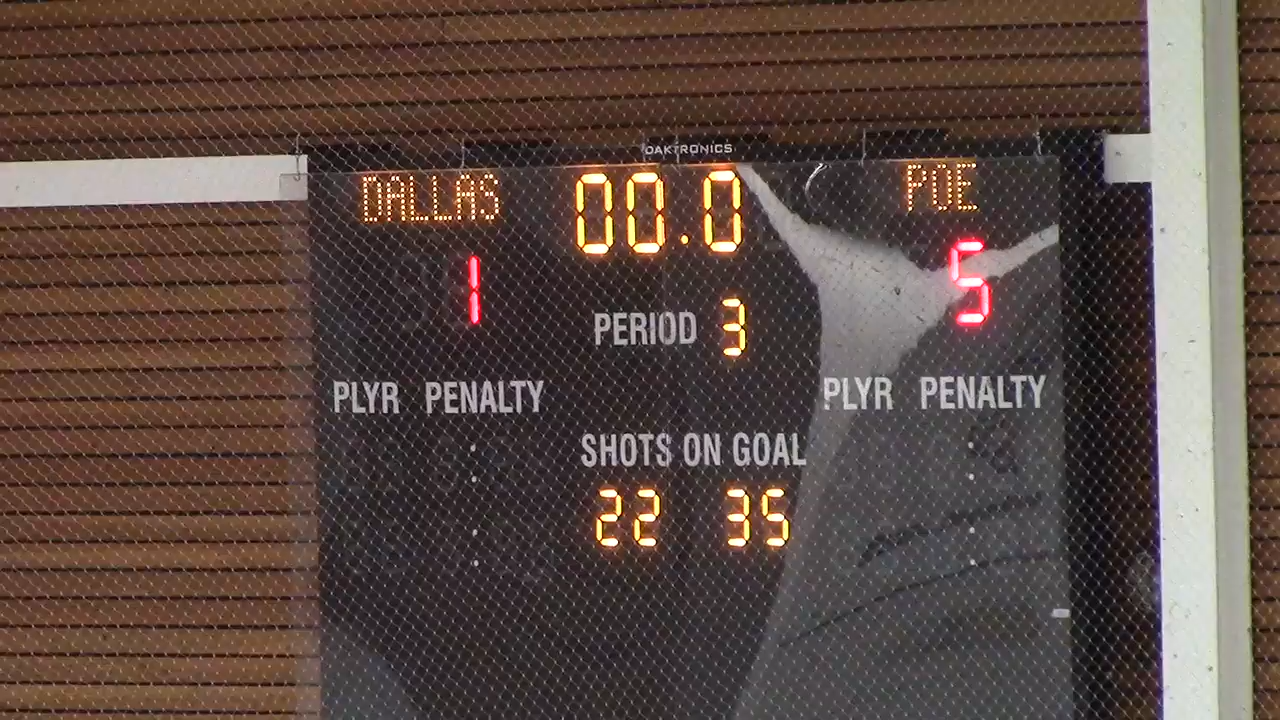 OAKTRONICS
DALLAS 00.0 POE
1 5
PERIOD 3
PLYR PENALTY PLYR PENALTY
SHOTS ON GOAL
22 35